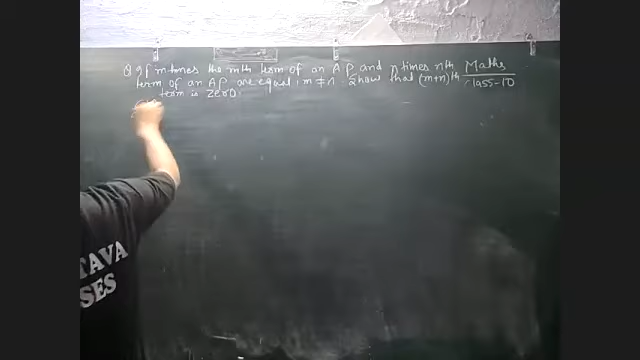 Q If m times the mth term of an A P and n times nth
term of an AP are equal, m ≠ n. Show that (m+n)th
term is zero.
Maths
CLASS-10
TAVA
SES